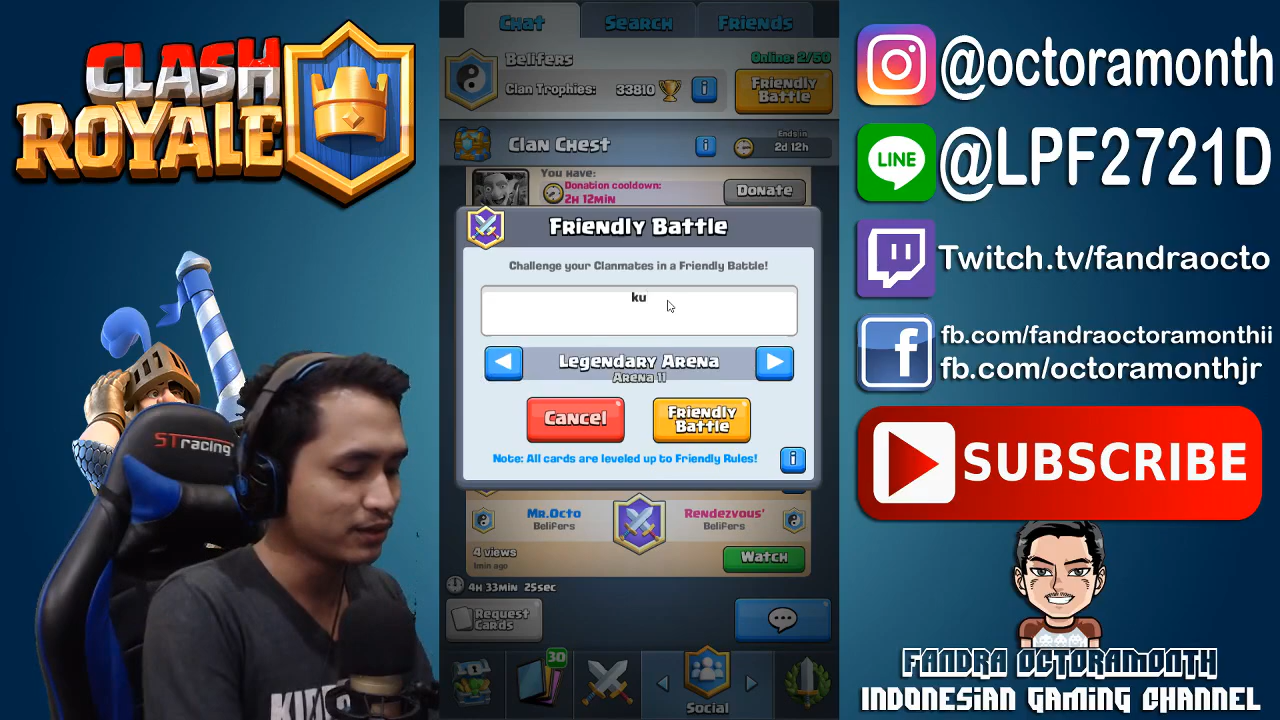 CLASH
ROYALE
Chat
Search
Friends
Belifers
Online: 2/50
Clan Trophies: 33810
i
Friendly
Battle
Clan Chest
i
Ends in
2d 12h
You have:
Donation cooldown:
2h 12min
Donate
Friendly Battle
Challenge your Clanmates in a Friendly Battle!
ku
Legendary Arena
Arena 11
Cancel
Friendly
Battle
Note: All cards are leveled up to Friendly Rules!
i
Mr.Octo
Belifers
Rendezvous'
Belifers
4 views
1min ago
Watch
4h 33min 25sec
Request
Cards
30
Social
ST racing
@octoramonth
LINE
@LPF2721D
Twitch.tv/fandraocto
f
fb.com/fandraoctoramonthii
fb.com/octoramonthjr
SUBSCRIBE
FANDRA OCTORAMONTH
INDONESIAN GAMING CHANNEL